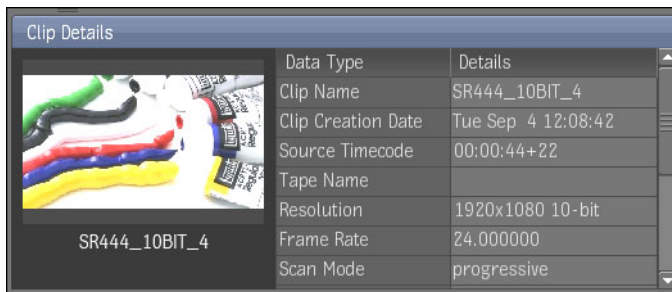 Clip Details
Data Type Details
Clip Name SR444_10BIT_4
Clip Creation Date Tue Sep 4 12:08:42
Source Timecode 00:00:44+22
Tape Name
Resolution 1920x1080 10-bit
Frame Rate 24.000000
Scan Mode progressive
SR444_10BIT_4